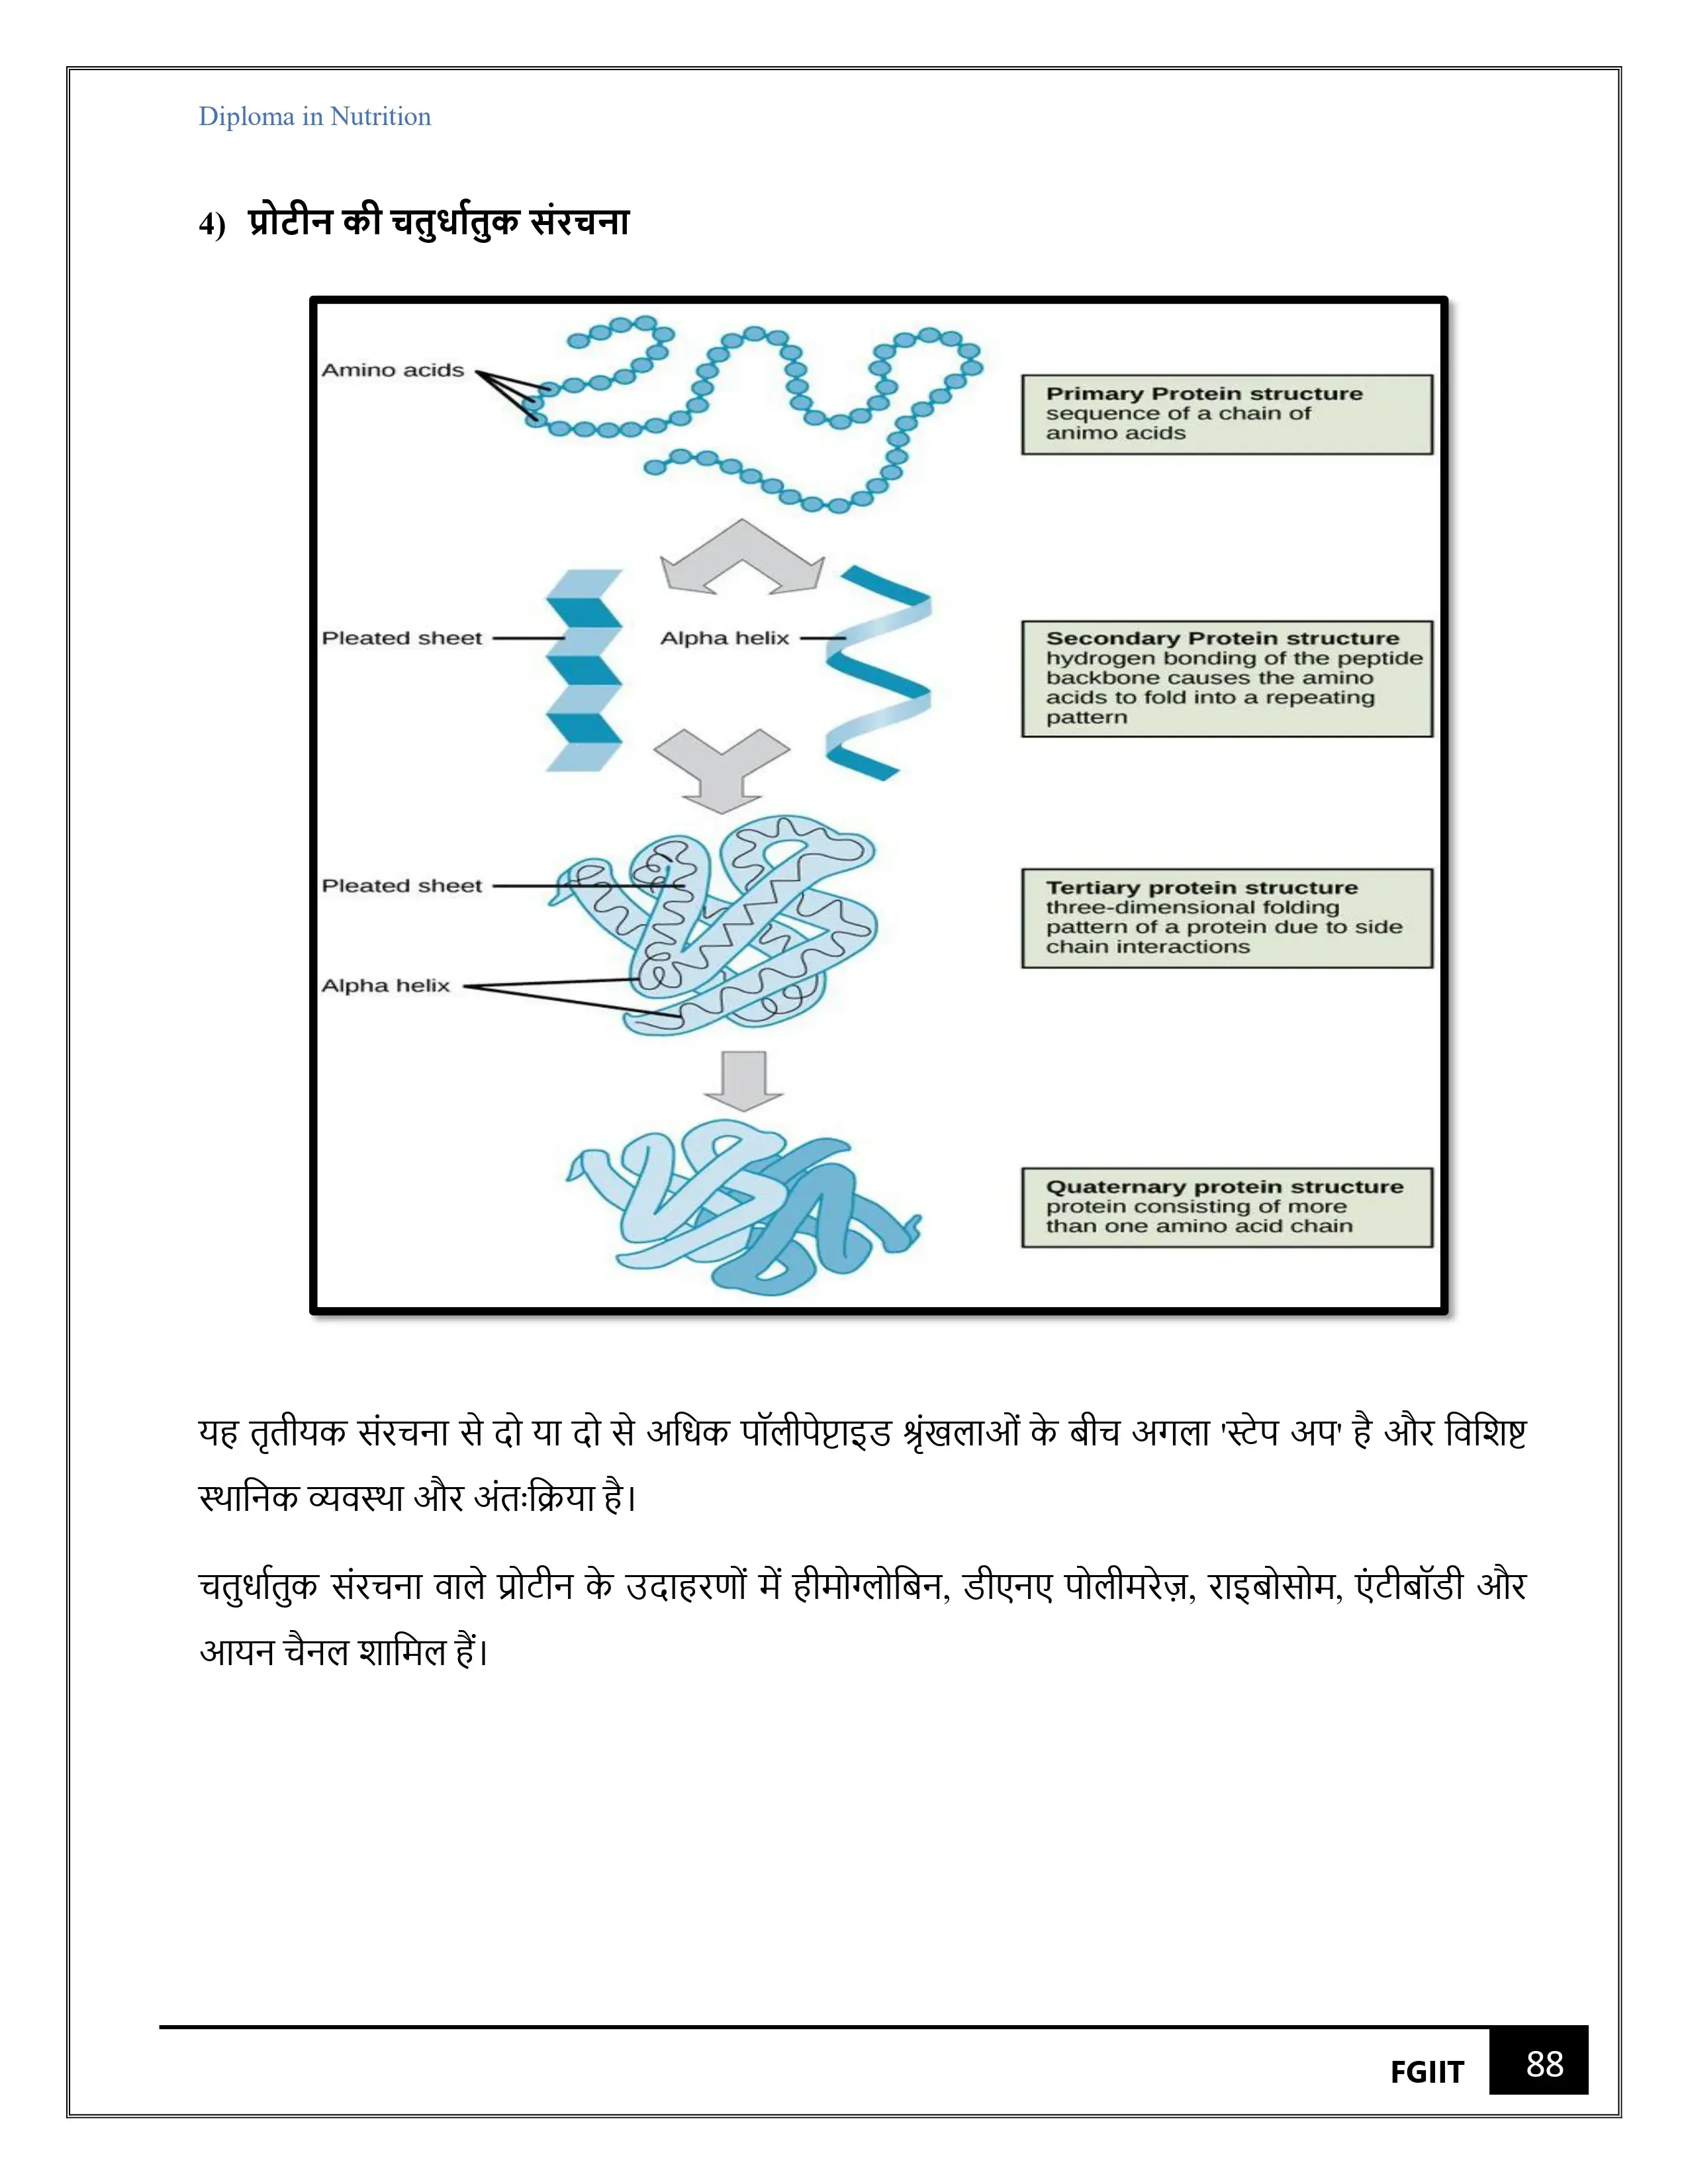 Diploma in Nutrition
4) प्रोटीन की चतुर्धातुक संरचना
Amino acids
Primary Protein structure
sequence of a chain of
animo acids
Pleated sheet
Alpha helix
Secondary Protein structure
hydrogen bonding of the peptide
backbone causes the amino
acids to fold into a repeating
pattern
Pleated sheet
Alpha helix
Tertiary protein structure
three-dimensional folding
pattern of a protein due to side
chain interactions
Quaternary protein structure
protein consisting of more
than one amino acid chain
यह तृतीयक संरचना से दो या दो से अधिक पॉलीपेप्टाइड श्रृंखलाओं के बीच अगला 'स्टेप अप' है और विशिष्ट
स्थानिक व्यवस्था और अंतःक्रिया है।
चतुर्धातुक संरचना वाले प्रोटीन के उदाहरणों में हीमोग्लोबिन, डीएनए पोलीमरेज़, राइबोसोम, एंटीबॉडी और
आयन चैनल शामिल हैं।
FGIIT 88